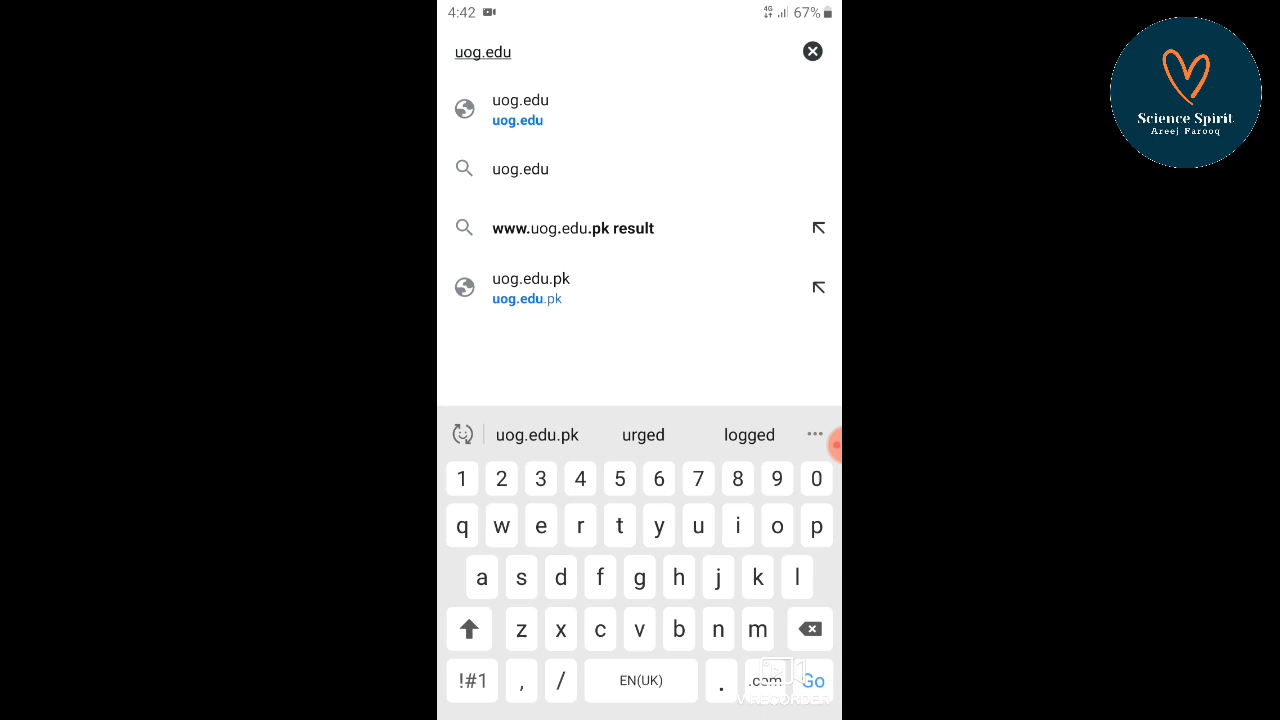 4:42 4G 67%
uog.edu
uog.edu
uog.edu
uog.edu
www.uog.edu.pk result
uog.edu.pk
uog.edu.pk
uog.edu.pk urged logged
1 2 3 4 5 6 7 8 9 0
q w e r t y u i o p
a s d f g h j k l
z x c v b n m
!#1 , / EN(UK) . .com Go
V RECORDER
Science Spirit
Areej Farooq